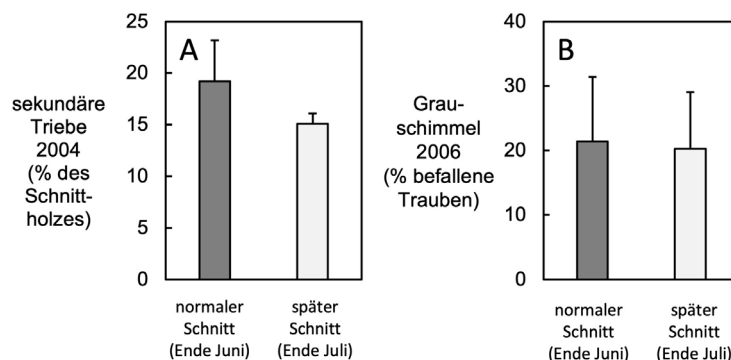 A
sekundäre
Triebe
2004
(% des
Schnitt-
holzes)
25
20
15
10
5
0
normaler
Schnitt
(Ende Juni)
später
Schnitt
(Ende Juli)
B
Grau-
schimmel
2006
(% befallene
Trauben)
40
30
20
10
0
normaler
Schnitt
(Ende Juni)
später
Schnitt
(Ende Juli)